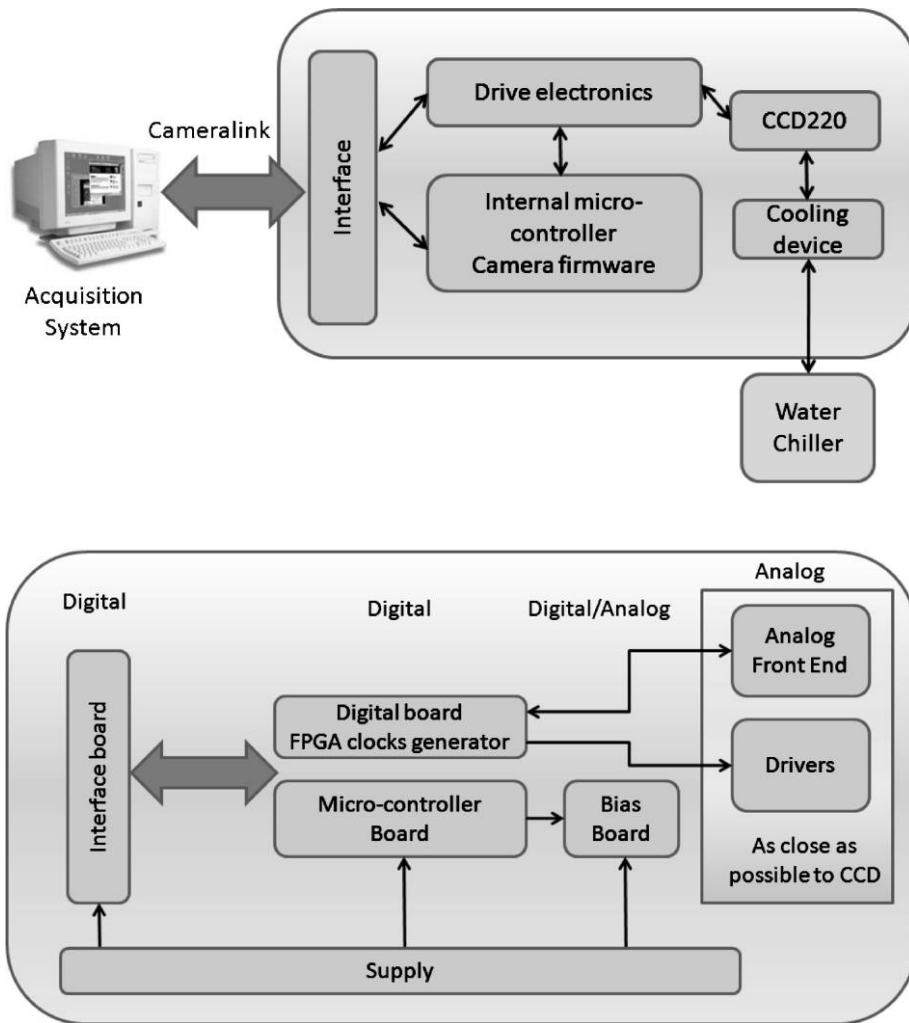 Cameralink
Acquisition
System
Interface
Drive electronics
Internal micro-
controller
Camera firmware
CCD220
Cooling
device
Water
Chiller
Digital
Digital
Digital/Analog
Analog
Interface board
Digital board
FPGA clocks generator
Micro-controller
Board
Bias
Board
Analog
Front End
Drivers
As close as
possible to CCD
Supply